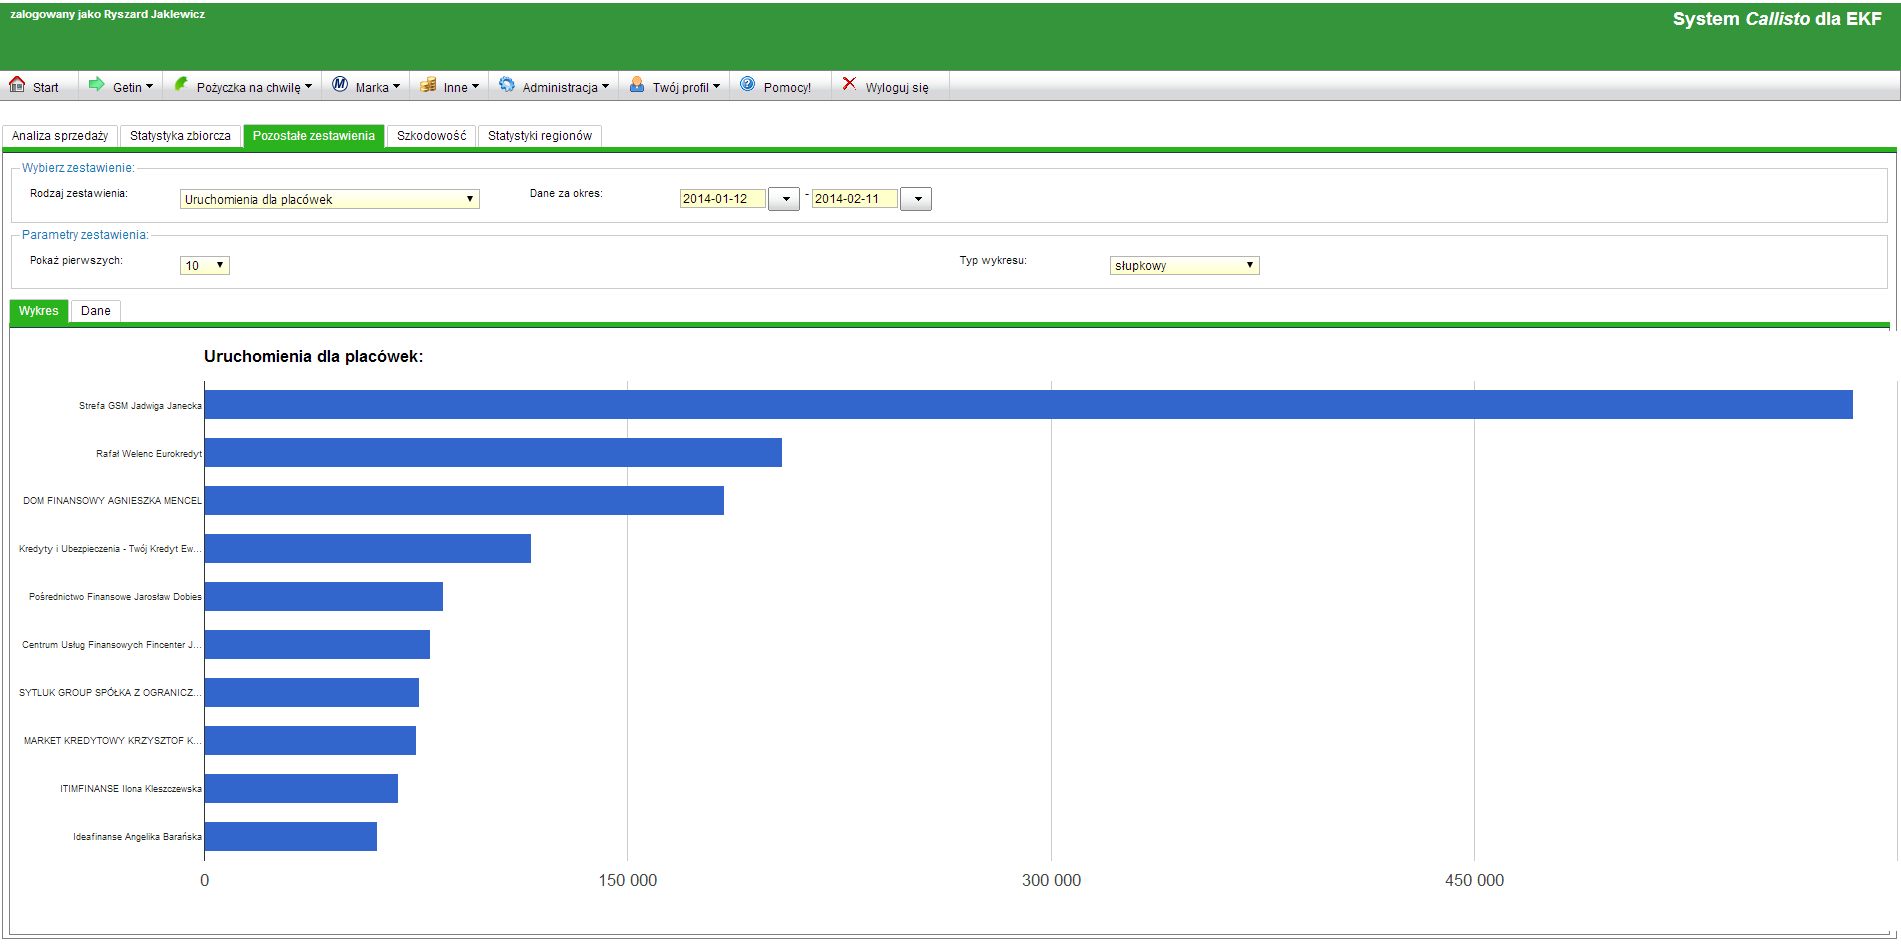 zalogowany jako Ryszard Jaklewicz
System Callisto dla EKF
Start Getin Pożyczka na chwilę Marka Inne Administracja Twój profil Pomocy! Wyloguj się
Analiza sprzedaży Statystyka zbiorcza Pozostałe zestawienia Szkodowość Statystyki regionów
Wybierz zestawienie:
Rodzaj zestawienia: Uruchomienia dla placówek Dane za okres: 2014-01-12 - 2014-02-11
Parametry zestawienia:
Pokaż pierwszych: 10 Typ wykresu: słupkowy
Wykres Dane
Uruchomienia dla placówek:
Strefa GSM Jadwiga Janecka
Rafał Welenc Eurokredyt
DOM FINANSOWY AGNIESZKA MENCEL
Kredyty i Ubezpieczenia - Twój Kredyt Ew...
Pośrednictwo Finansowe Jarosław Dobies
Centrum Usług Finansowych Fincenter J...
SYTLUK GROUP SPÓŁKA Z OGRANICZ...
MARKET KREDYTOWY KRZYSZTOF K...
ITIMFINANSE Ilona Kleszczewska
Ideafinanse Angelika Barańska
0 150 000 300 000 450 000